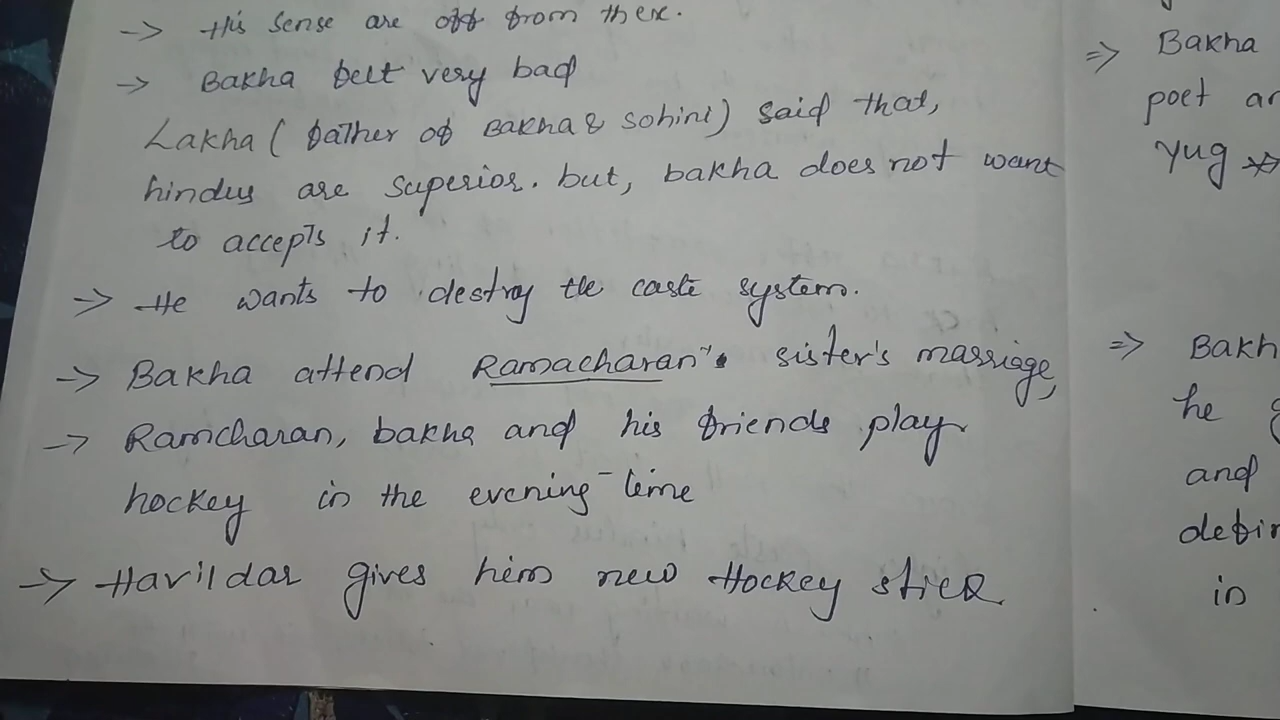 -> His sense are off from there.
-> Bakha felt very bad
Lakha ( father of Bakha & sohini) said that,
hindus are superior. but, bakha does not want
to accepts it.
=> He wants to destroy the caste system.
-> Bakha attend Ramacharan's sister's marriage,
-> Ramcharan, bakha and his friends play
hockey in the evening-time
-> Havildar gives him new Hockey stick
=> Bakha
poet
yug
=> Bakh
he
and
defin
in